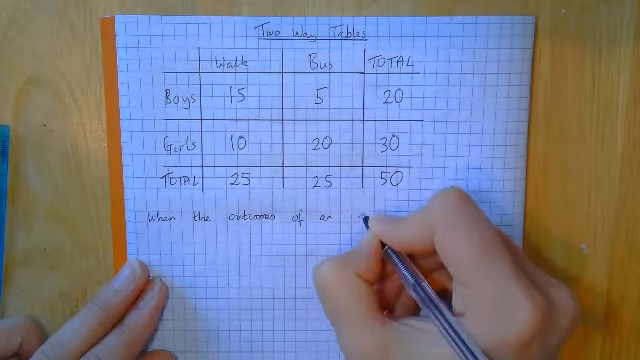 Two Way Tables
Walk Bus TOTAL
Boys 15 5 20
Girls 10 20 30
TOTAL 25 25 50
When the outcomes of an